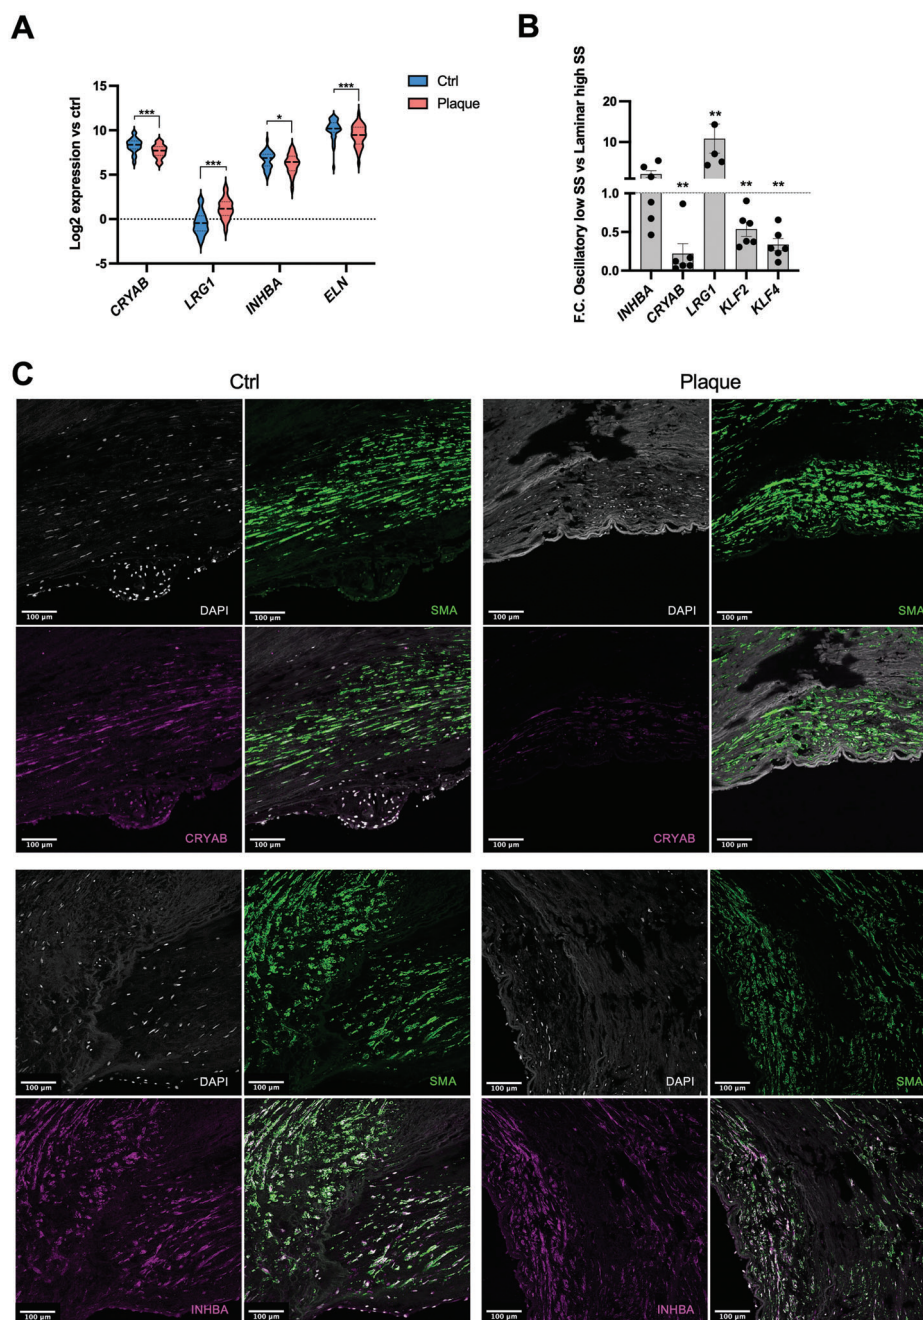 A
Log2 expression vs ctrl
15
10
5
0
-5
***
***
*
***
CRYAB
LRG1
INHBA
ELN
Ctrl
Plaque
B
F.C. Oscillatory low SS vs Laminar high SS
20
10
1.0
0.5
0.0
**
**
**
**
INHBA
CRYAB
LRG1
KLF2
KLF4
C
Ctrl
Plaque
DAPI
100 µm
SMA
100 µm
DAPI
100 µm
SMA
100 µm
CRYAB
100 µm
100 µm
CRYAB
100 µm
100 µm
DAPI
100 µm
SMA
100 µm
DAPI
100 µm
SMA
100 µm
INHBA
100 µm
100 µm
INHBA
100 µm
100 µm